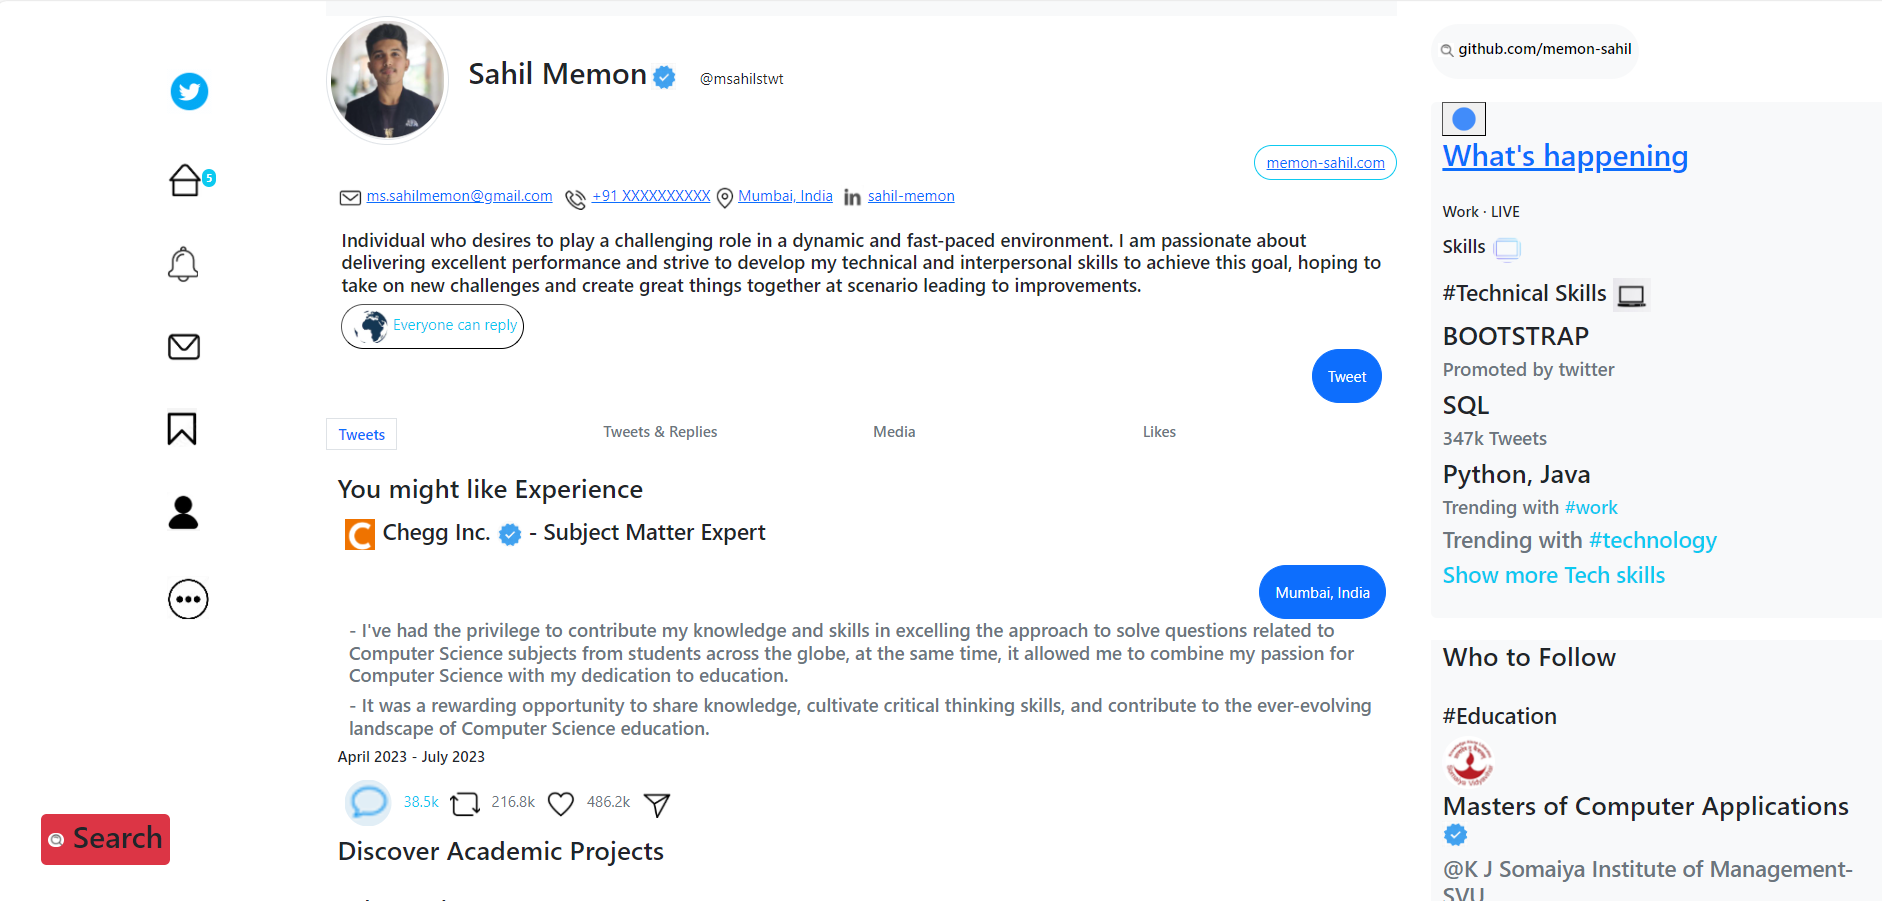 Sahil Memon @msahilstwt
memon-sahil.com
ms.sahilmemon@gmail.com +91 XXXXXXXXXX Mumbai, India in sahil-memon
Individual who desires to play a challenging role in a dynamic and fast-paced environment. I am passionate about
delivering excellent performance and strive to develop my technical and interpersonal skills to achieve this goal, hoping to
take on new challenges and create great things together at scenario leading to improvements.
Everyone can reply
Tweet
Tweets Tweets & Replies Media Likes
You might like Experience
C Chegg Inc. - Subject Matter Expert
Mumbai, India
- I've had the privilege to contribute my knowledge and skills in excelling the approach to solve questions related to
Computer Science subjects from students across the globe, at the same time, it allowed me to combine my passion for
Computer Science with my dedication to education.
- It was a rewarding opportunity to share knowledge, cultivate critical thinking skills, and contribute to the ever-evolving
landscape of Computer Science education.
April 2023 - July 2023
38.5k 216.8k 486.2k
Discover Academic Projects
5
Search
github.com/memon-sahil
What's happening
Work · LIVE
Skills
#Technical Skills
BOOTSTRAP
Promoted by twitter
SQL
347k Tweets
Python, Java
Trending with #work
Trending with #technology
Show more Tech skills
Who to Follow
#Education
Masters of Computer Applications
@K J Somaiya Institute of Management-
SVU